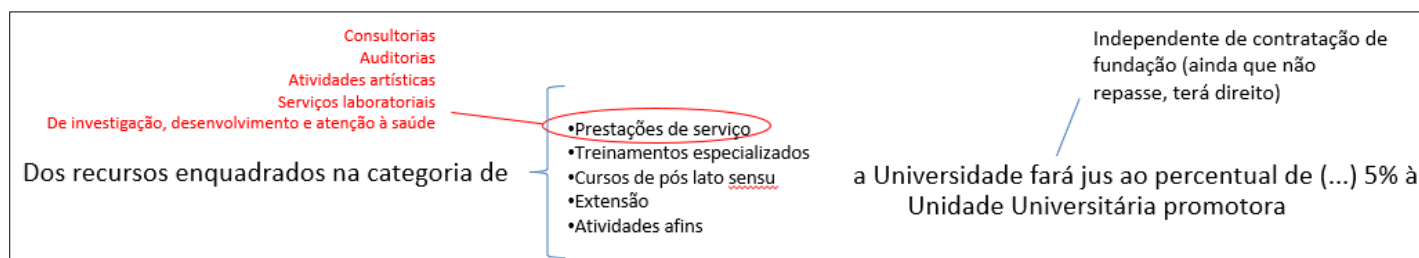 Consultorias
Auditorias
Atividades artísticas
Serviços laboratoriais
De investigação, desenvolvimento e atenção à saúde
Dos recursos enquadrados na categoria de
•Prestações de serviço
•Treinamentos especializados
•Cursos de pós lato sensu
•Extensão
•Atividades afins
Independente de contratação de
fundação (ainda que não
repasse, terá direito)
a Universidade fará jus ao percentual de (...) 5% à
Unidade Universitária promotora